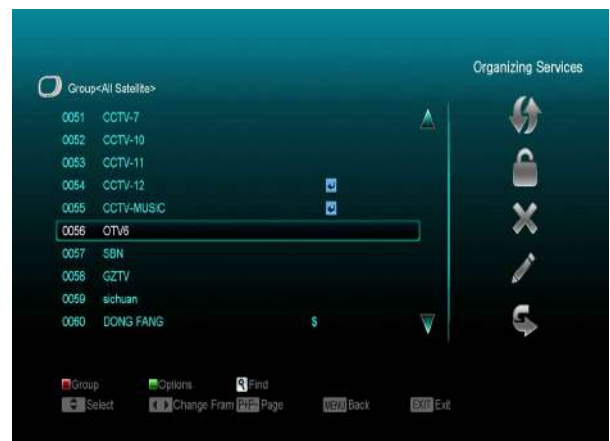 Organizing Services
Group<All Satellite>
0051 CCTV-7
0052 CCTV-10
0053 CCTV-11
0054 CCTV-12
0055 CCTV-MUSIC
0056 OTV6
0057 SBN
0058 GZTV
0059 sichuan
0060 DONG FANG $
Group Options Find
Select Change Fram P+/P- Page MENU Back EXIT Exit